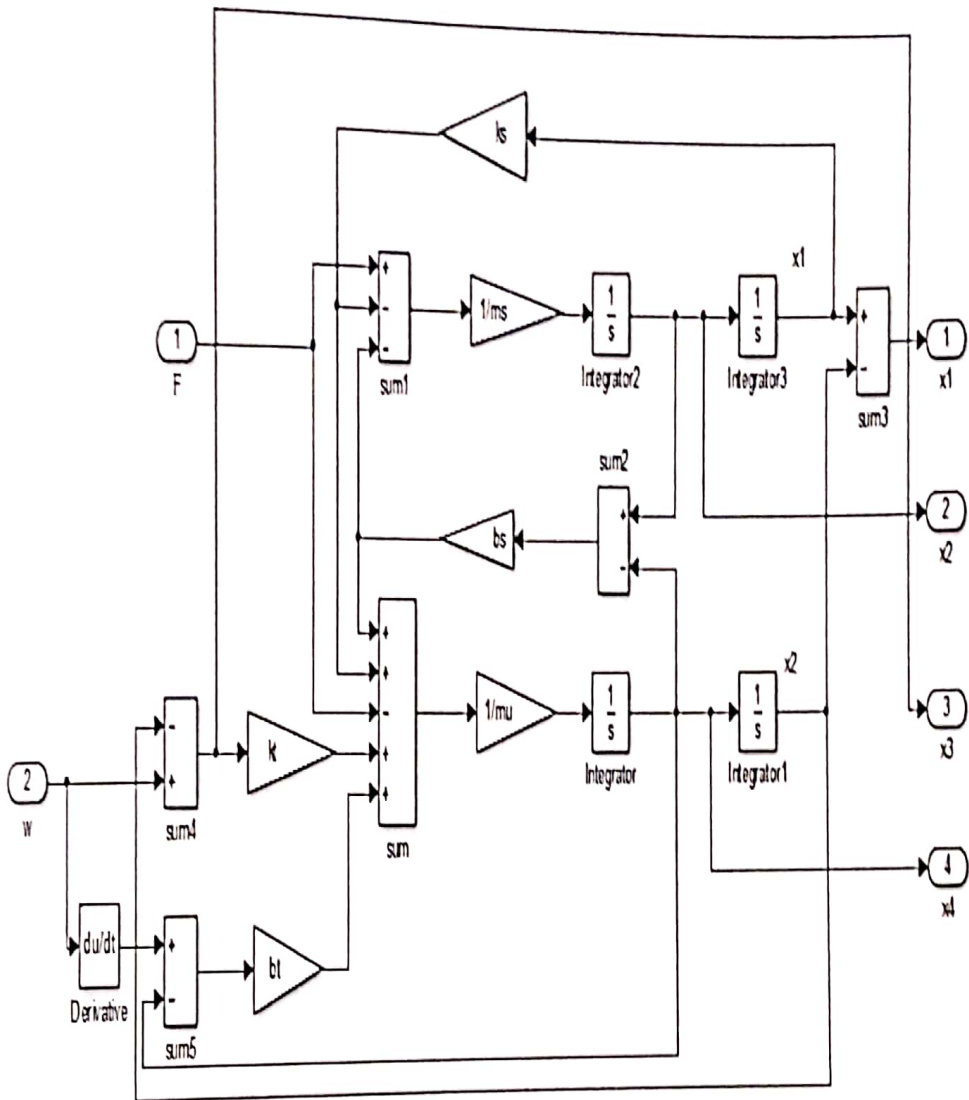 ks
x1
+
-
-
1/ms
1
s
1
s
+
-
1
F
sum1
Integrator2
Integrator3
sum3
1
x1
sum2
+
-
bs
2
x2
+
+
-
+
+
1/mu
1
s
x2
1
s
-
+
kt
2
w
sum4
sum
Integrator
Integrator1
3
x3
4
x4
du/dt
Derivative
+
-
bt
sum5